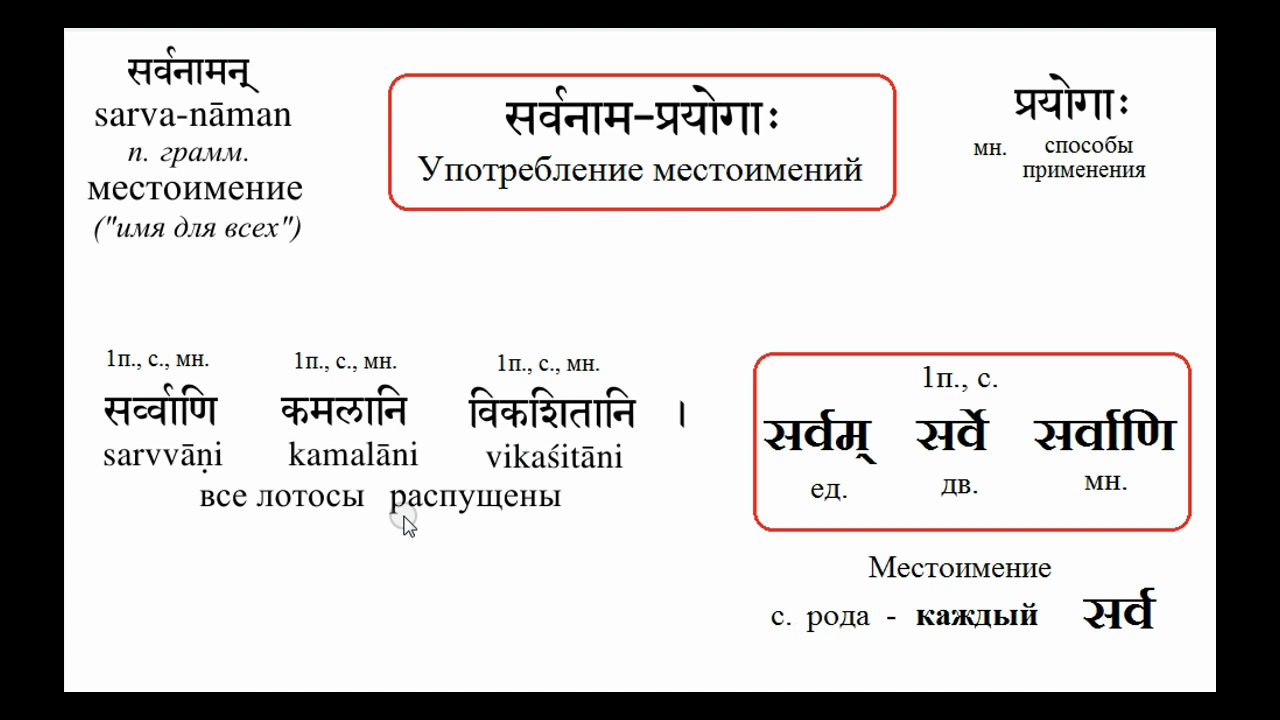 सर्वनामन्
sarva-nāman
п. грамм.
местоимение
("имя для всех")
सर्वनाम-प्रयोगाः
Употребление местоимений
प्रयोगाः
мн. способы
применения
1п., с., мн. 1п., с., мн. 1п., с., мн.
सर्व्वाणि कमलानि विकशितानि ।
sarvvāṇi kamalāni vikaśitāni
все лотосы распущены
1п., с.
सर्वम् सर्वे सर्वाणि
ед. дв. мн.
Местоимение
с. рода - каждый सर्व